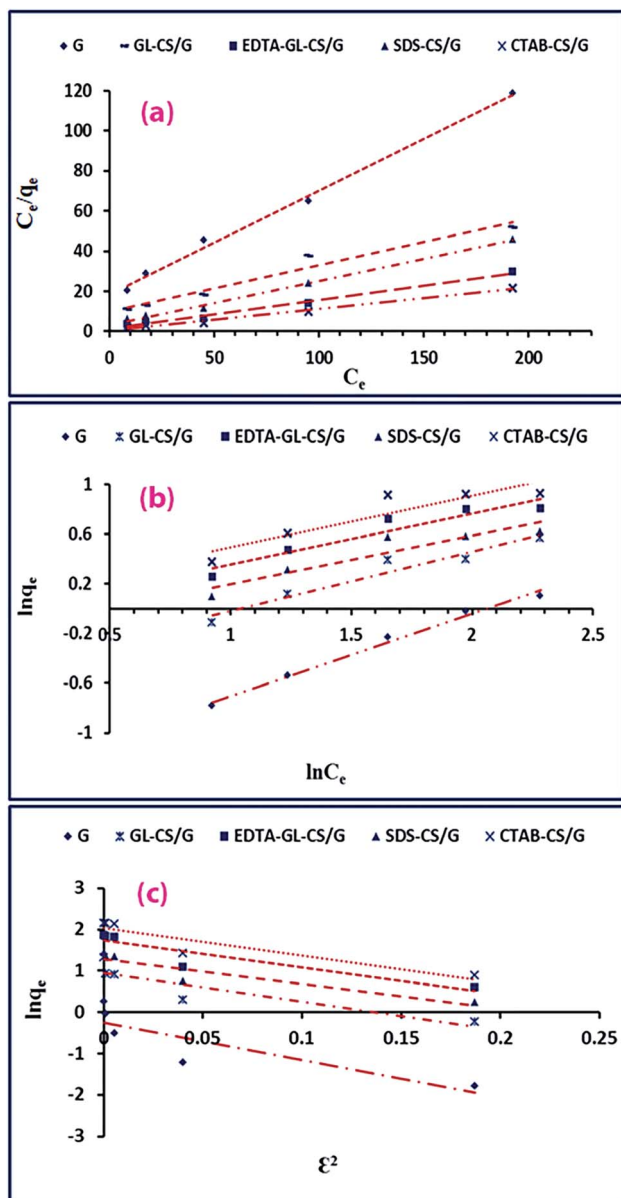 G GL-CS/G EDTA-GL-CS/G SDS-CS/G CTAB-CS/G
120
(a)
100
80
60
40
20
0
Cₑ/qₑ
0 50 100 150 200
Cₑ
G GL-CS/G EDTA-GL-CS/G SDS-CS/G CTAB-CS/G
1
(b)
0.6
0.2
-0.2
-0.6
-1
lnqₑ
0.5 1 1.5 2 2.5
lnCₑ
G GL-CS/G EDTA-GL-CS/G SDS-CS/G CTAB-CS/G
3
(c)
2
1
0
-1
-2
-3
lnqₑ
0 0.05 0.1 0.15 0.2 0.25
Ɛ²